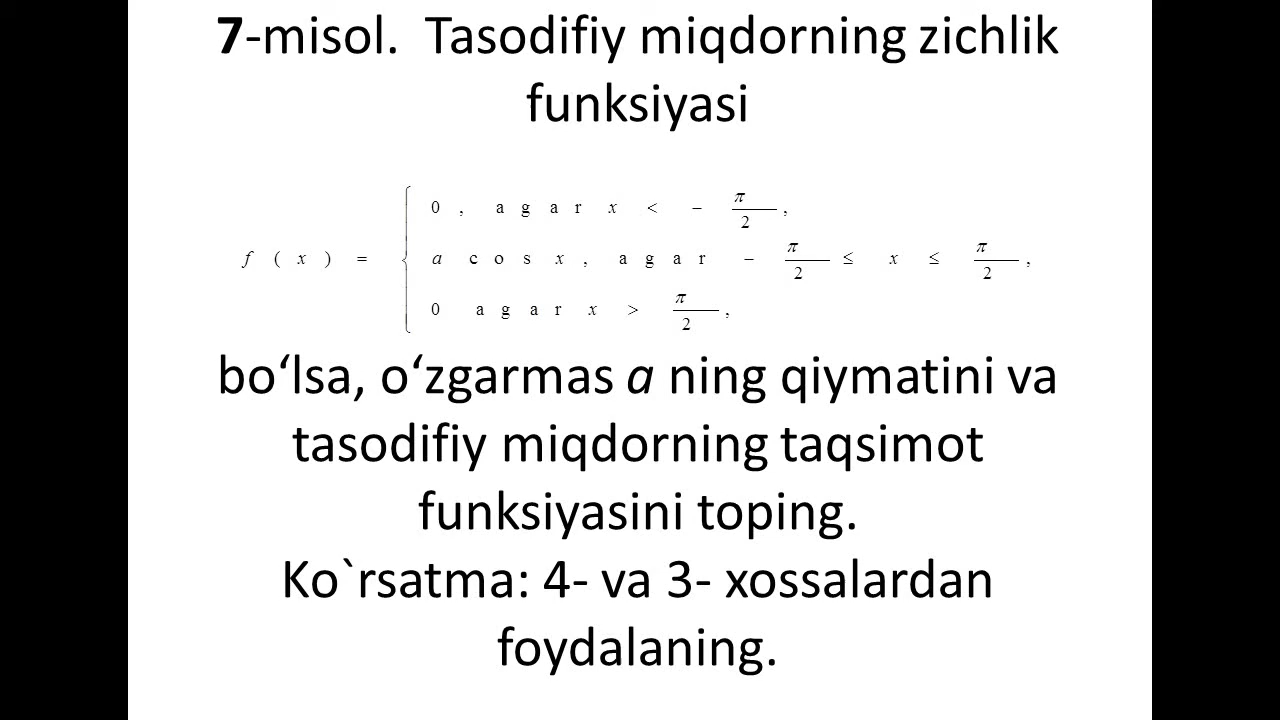 7-misol. Tasodifiy miqdorning zichlik
funksiyasi
f ( x ) = { 0 , agar x < − π/2 ,
a cos x , agar − π/2 ≤ x ≤ π/2 ,
0 agar x > π/2 ,
bo‘lsa, o‘zgarmas a ning qiymatini va
tasodifiy miqdorning taqsimot
funksiyasini toping.
Ko`rsatma: 4- va 3- xossalardan
foydalaning.